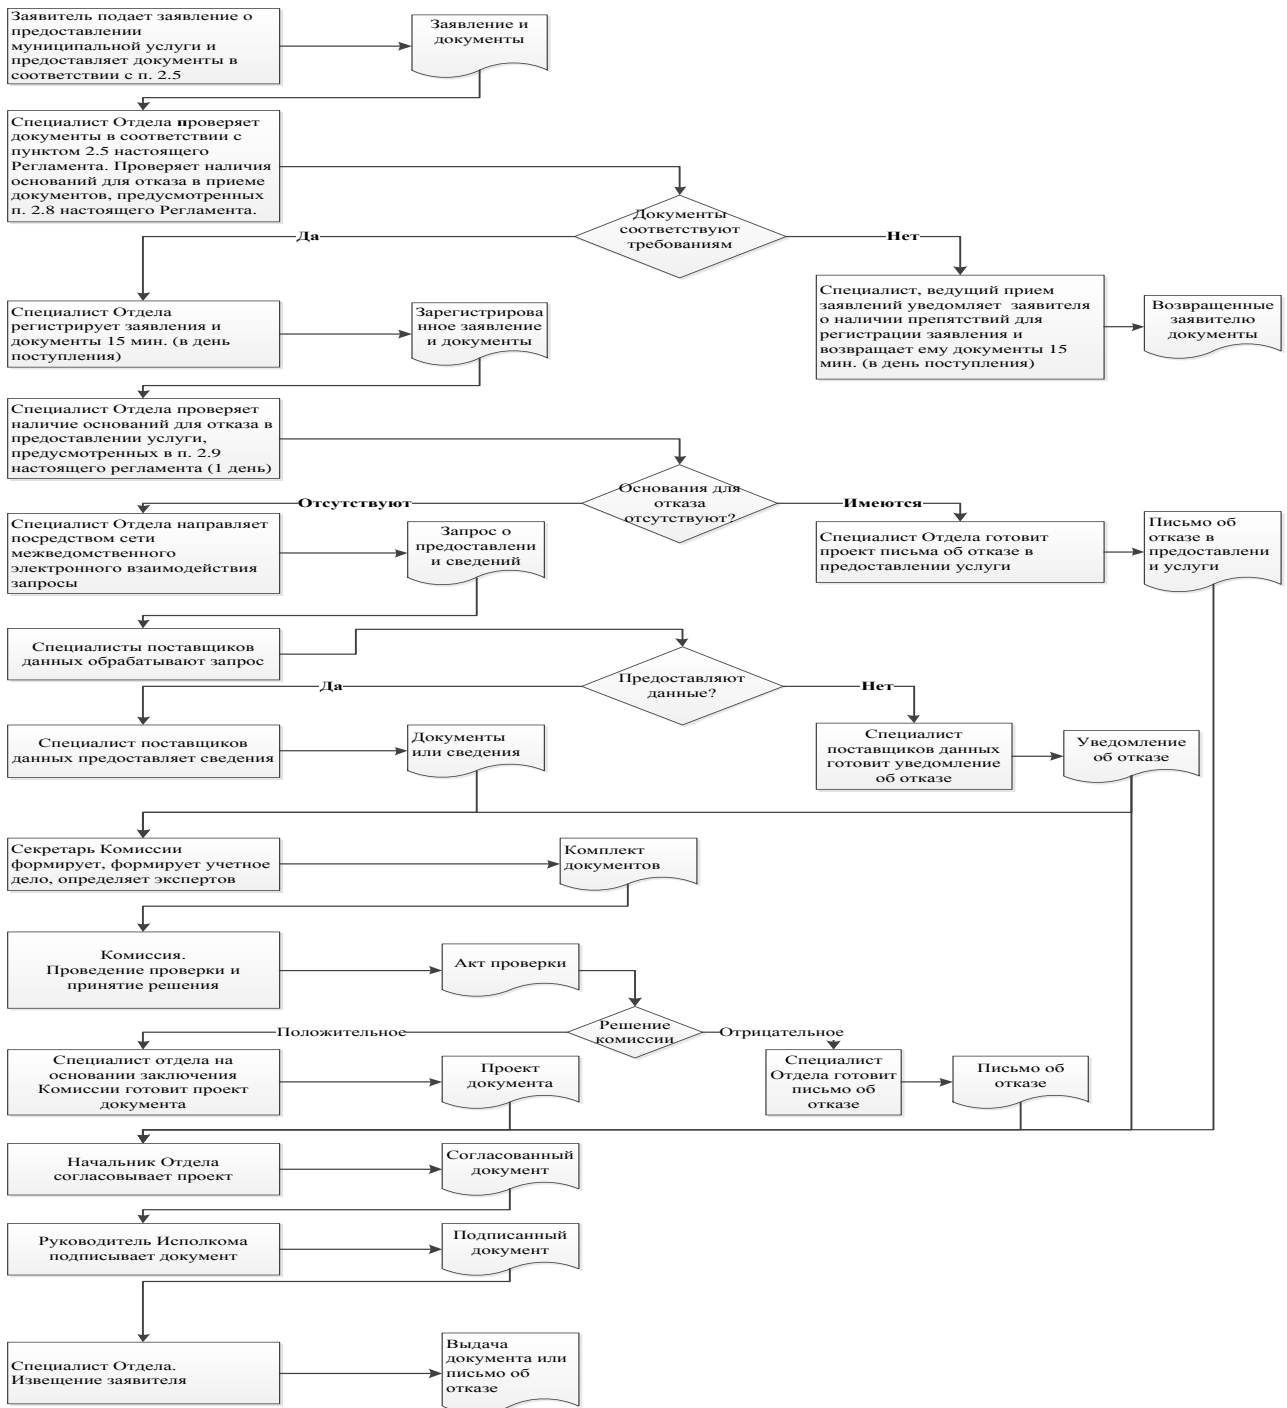 Заявитель подает заявление о
предоставлении
муниципальной услуги и
предоставляет документы в
соответствии с п. 2.5
Заявление и
документы
Специалист Отдела проверяет
документы в соответствии с
пунктом 2.5 настоящего
Регламента. Проверяет наличия
оснований для отказа в приеме
документов, предусмотренных
п. 2.8 настоящего Регламента.
Документы
соответствуют
требованиям
Да
Нет
Специалист Отдела
регистрирует заявления и
документы 15 мин. (в день
поступления)
Зарегистрирова
нное заявление
и документы
Специалист, ведущий прием
заявлений уведомляет заявителя
о наличии препятствий для
регистрации заявления и
возвращает ему документы 15
мин. (в день поступления)
Возвращенные
заявителю
документы
Специалист Отдела проверяет
наличие оснований для отказа в
предоставлении услуги,
предусмотренных в п. 2.9
настоящего регламента (1 день)
Основания для
отказа
отсутствуют?
Отсутствуют
Имеются
Специалист Отдела направляет
посредством сети
межведомственного
электронного взаимодействия
запросы
Запрос о
предоставлени
и сведений
Специалист Отдела готовит
проект письма об отказе в
предоставлении услуги
Письмо об
отказе в
предоставлени
и услуги
Специалисты поставщиков
данных обрабатывают запрос
Предоставляют
данные?
Да
Нет
Специалист поставщиков
данных предоставляет сведения
Документы
или сведения
Специалист
поставщиков данных
готовит уведомление
об отказе
Уведомление
об отказе
Секретарь Комиссии
формирует, формирует учетное
дело, определяет экспертов
Комплект
документов
Комиссия.
Проведение проверки и
принятие решения
Акт проверки
Решение
комиссии
Положительное
Отрицательное
Специалист отдела на
основании заключения
Комиссии готовит проект
документа
Проект
документа
Специалист
Отдела готовит
письмо об
отказе
Письмо об
отказе
Начальник Отдела
согласовывает проект
Согласованный
документ
Руководитель Исполкома
подписывает документ
Подписанный
документ
Специалист Отдела.
Извещение заявителя
Выдача
документа или
письмо об
отказе